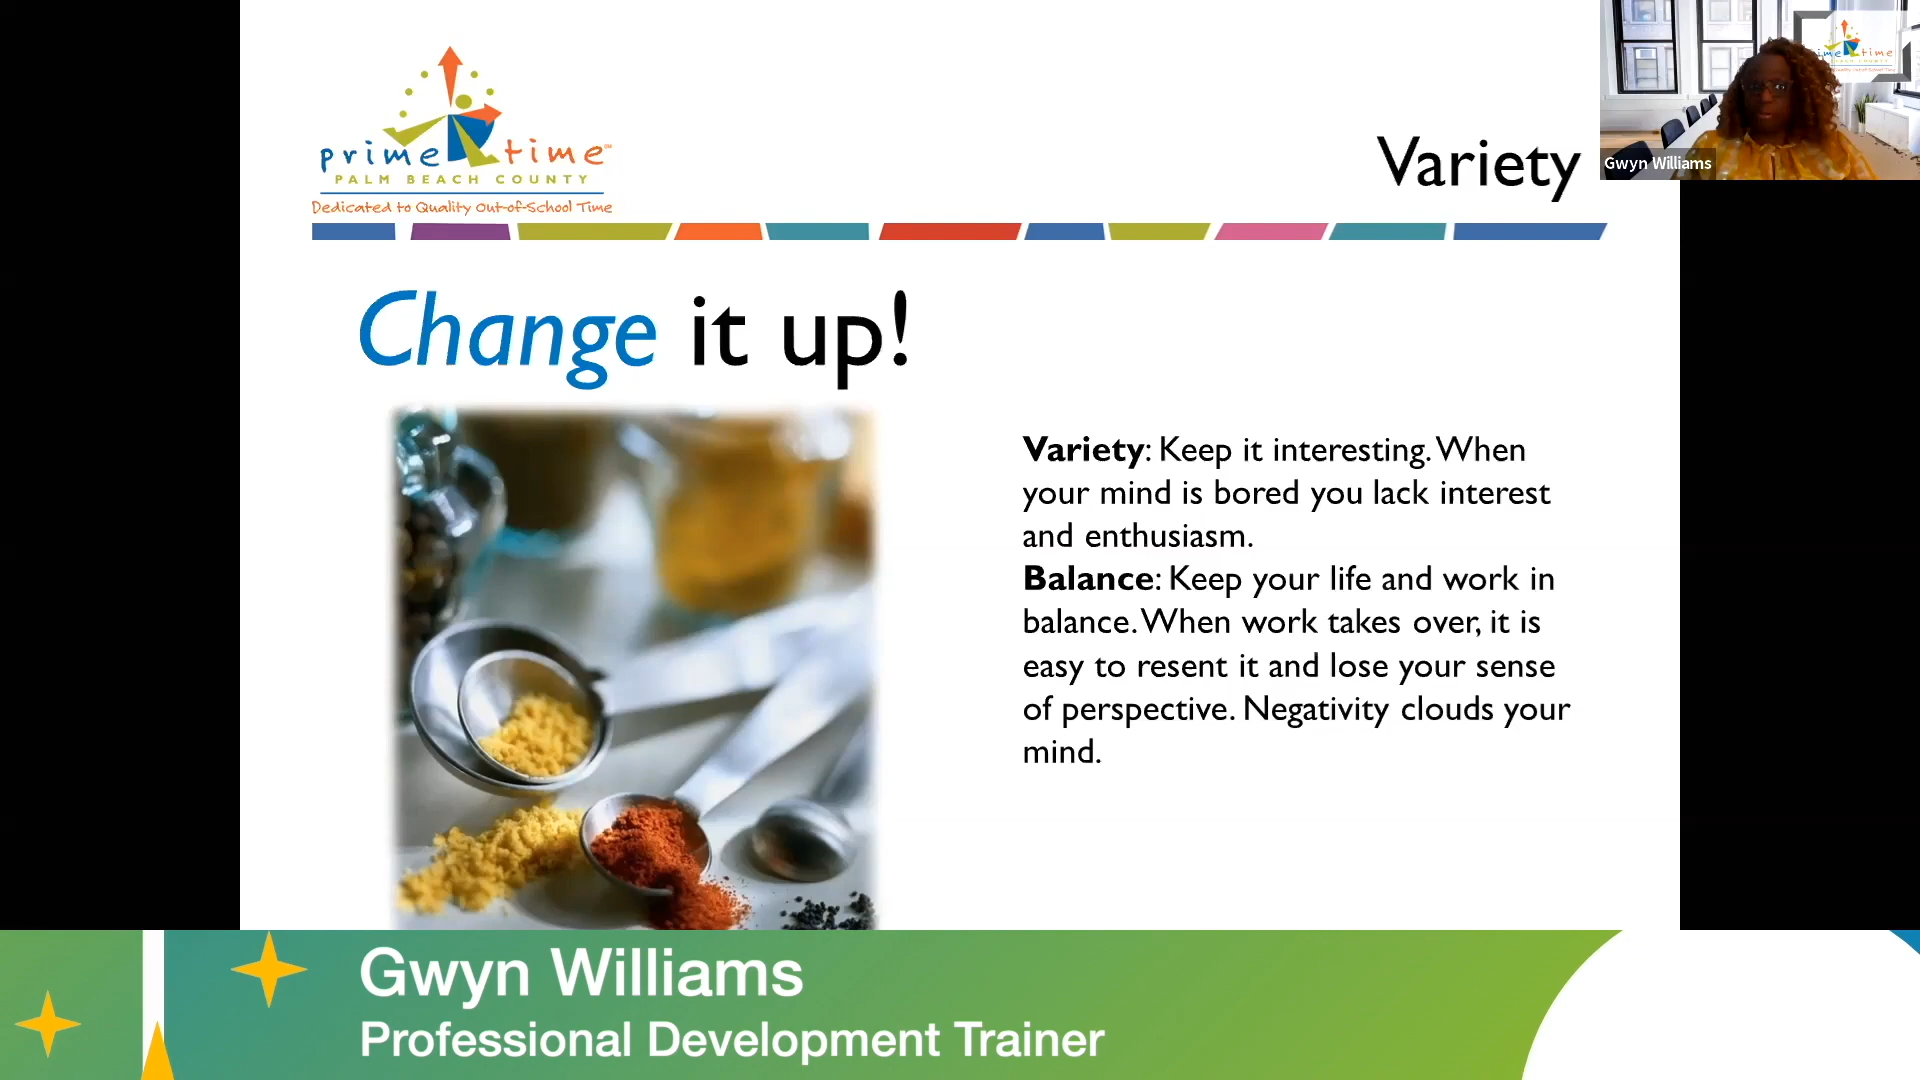 prime time
PALM BEACH COUNTY
Dedicated to Quality Out-of-School Time
Variety
Gwyn Williams
Change it up!
Variety: Keep it interesting. When
your mind is bored you lack interest
and enthusiasm.
Balance: Keep your life and work in
balance. When work takes over, it is
easy to resent it and lose your sense
of perspective. Negativity clouds your
mind.
Gwyn Williams
Professional Development Trainer